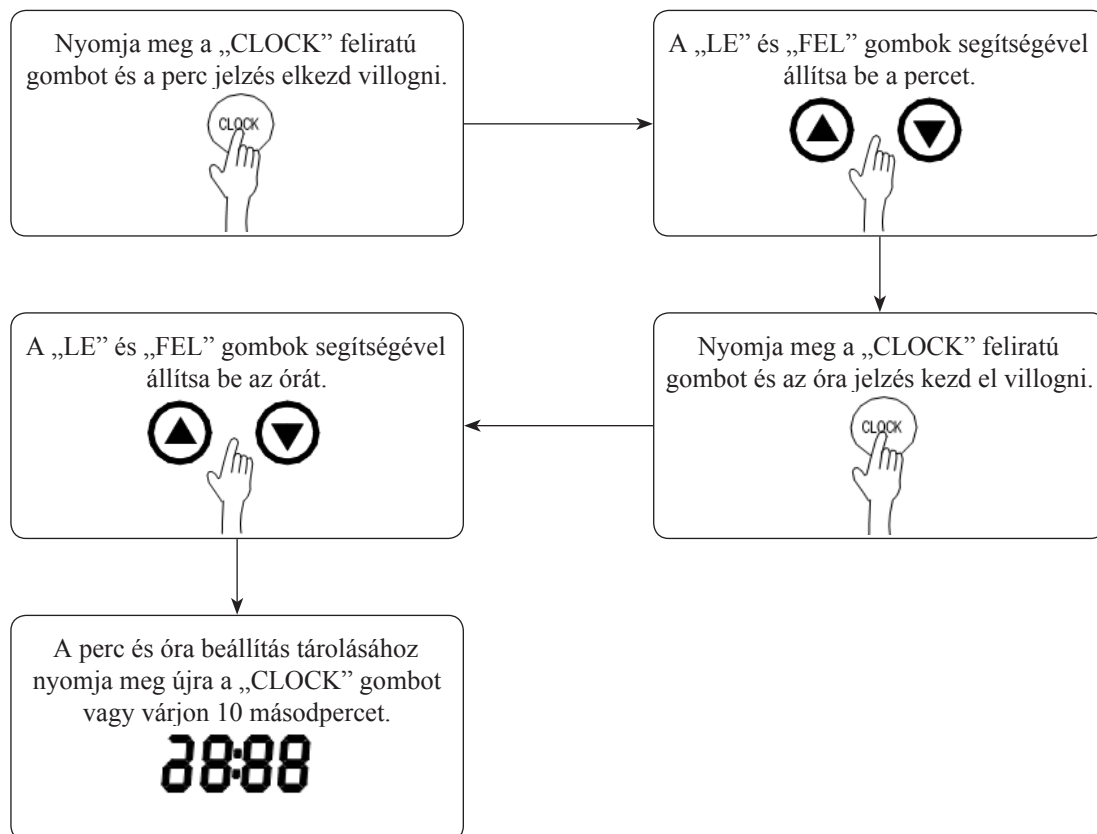 Nyomja meg a „CLOCK” feliratú
gombot és a perc jelzés elkezd villogni.
CLOCK
A „LE” és „FEL” gombok segítségével
állítsa be a percet.
Nyomja meg a „CLOCK” feliratú
gombot és az óra jelzés kezd el villogni.
CLOCK
A „LE” és „FEL” gombok segítségével
állítsa be az órát.
A perc és óra beállítás tárolásához
nyomja meg újra a „CLOCK” gombot
vagy várjon 10 másodpercet.